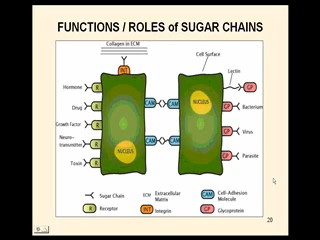 FUNCTIONS / ROLES of SUGAR CHAINS
Collagen in ECM
Cell Surface
INT
Lectin
Hormone
R
GP
Drug
R
CAM
CAM
NUCLEUS
GP
Bacterium
Growth Factor
R
GP
Virus
Neuro-
transmitter
R
CAM
CAM
Toxin
R
NUCLEUS
GP
Parasite
Sugar Chain
ECM
Extracellular
Matrix
CAM
Cell-Adhesion
Molecule
R
Receptor
INT
Integrin
GP
Glycoprotein
20